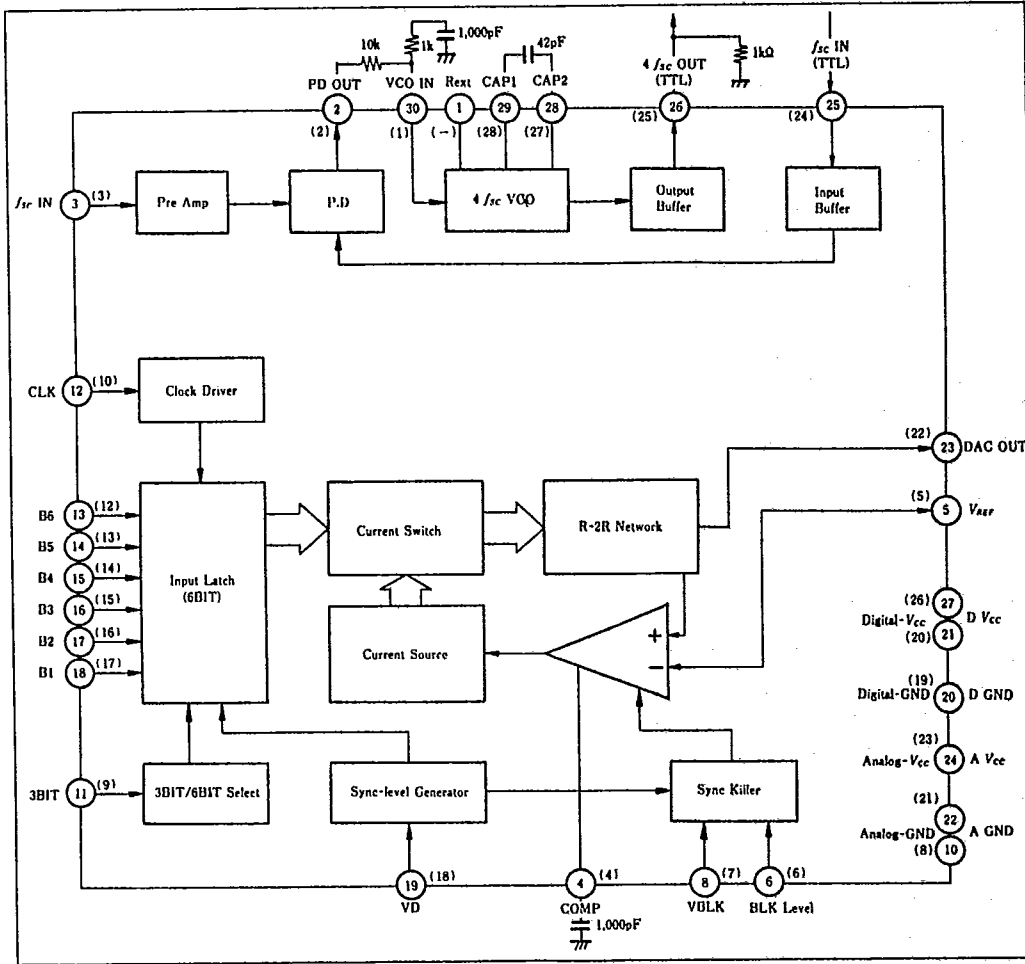 1,000pF
10k
1k
42pF
4 fsc OUT
(TTL)
1kΩ
fsc IN
(TTL)
PD OUT
VCO IN
Rext
CAP1
CAP2
2
30
1
29
28
26
25
(2)
(1)
(-)
(28)
(27)
(25)
(24)
fsc IN
3
(3)
Pre Amp
P.D
4 fsc VCO
Output
Buffer
Input
Buffer
CLK
12
(10)
Clock Driver
(22)
23
DAC OUT
(5)
5
VREF
B6
13
(12)
B5
14
(13)
B4
15
(14)
B3
16
(15)
B2
17
(16)
B1
18
(17)
Input Latch
(6BIT)
Current Switch
R-2R Network
Current Source
+
−
(26)
27
Digital-Vcc
D Vcc
(20)
21
(19)
Digital-GND
20
D GND
(23)
Analog-Vcc
24
A Vcc
(21)
22
Analog-GND
A GND
(8)
10
3BIT
11
(9)
3BIT/6BIT Select
Sync-level Generator
Sync Killer
19
(18)
VD
4
(4)
COMP
1,000pF
8
(7)
VBLK
6
(6)
BLK Level